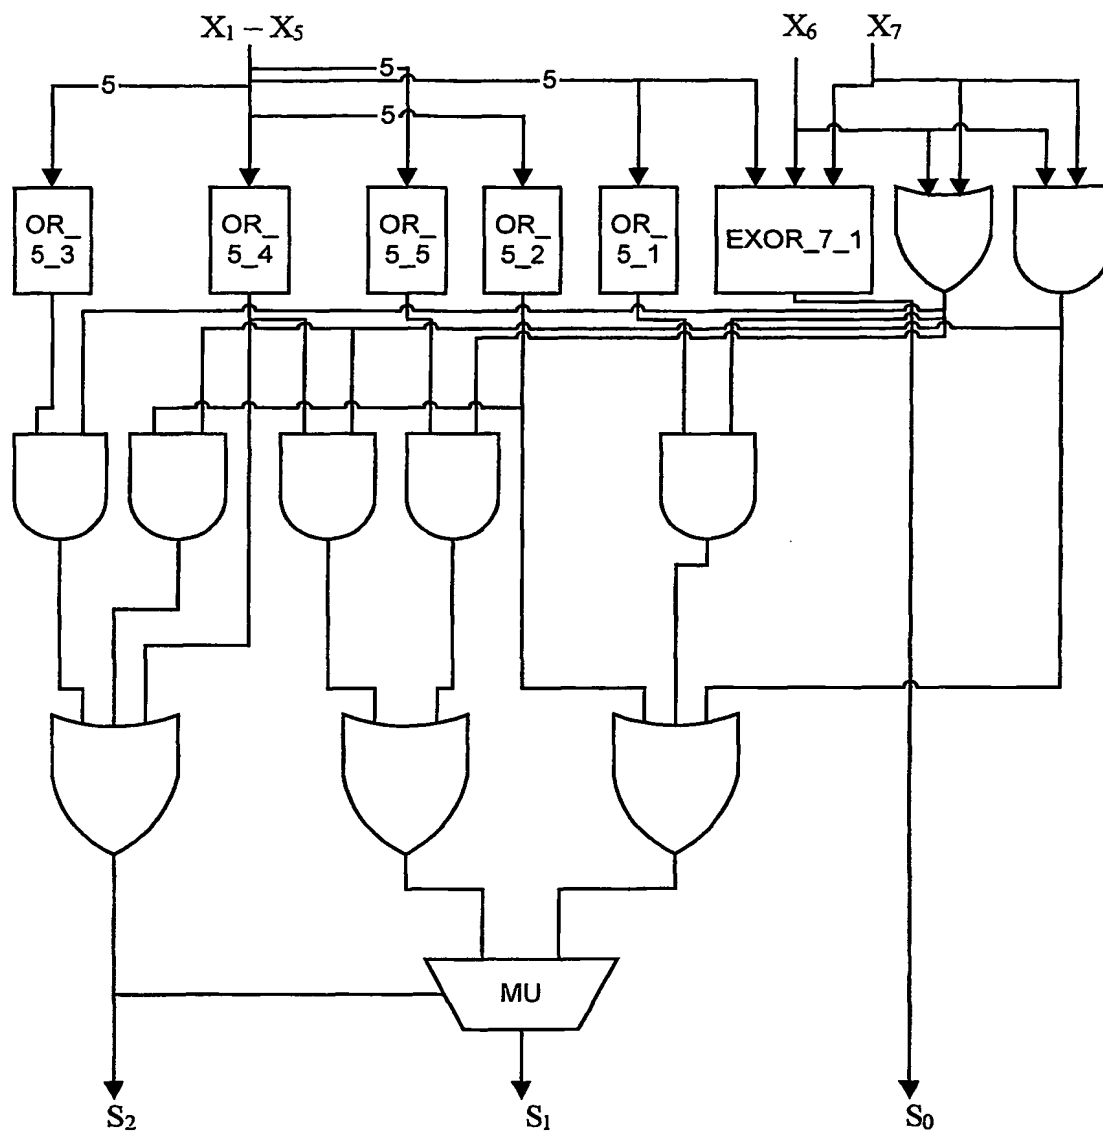 X₁ – X₅
X₆
X₇
5
5
5
5
OR_
5_3
OR_
5_4
OR_
5_5
OR_
5_2
OR_
5_1
EXOR_7_1
MU
S₂
S₁
S₀